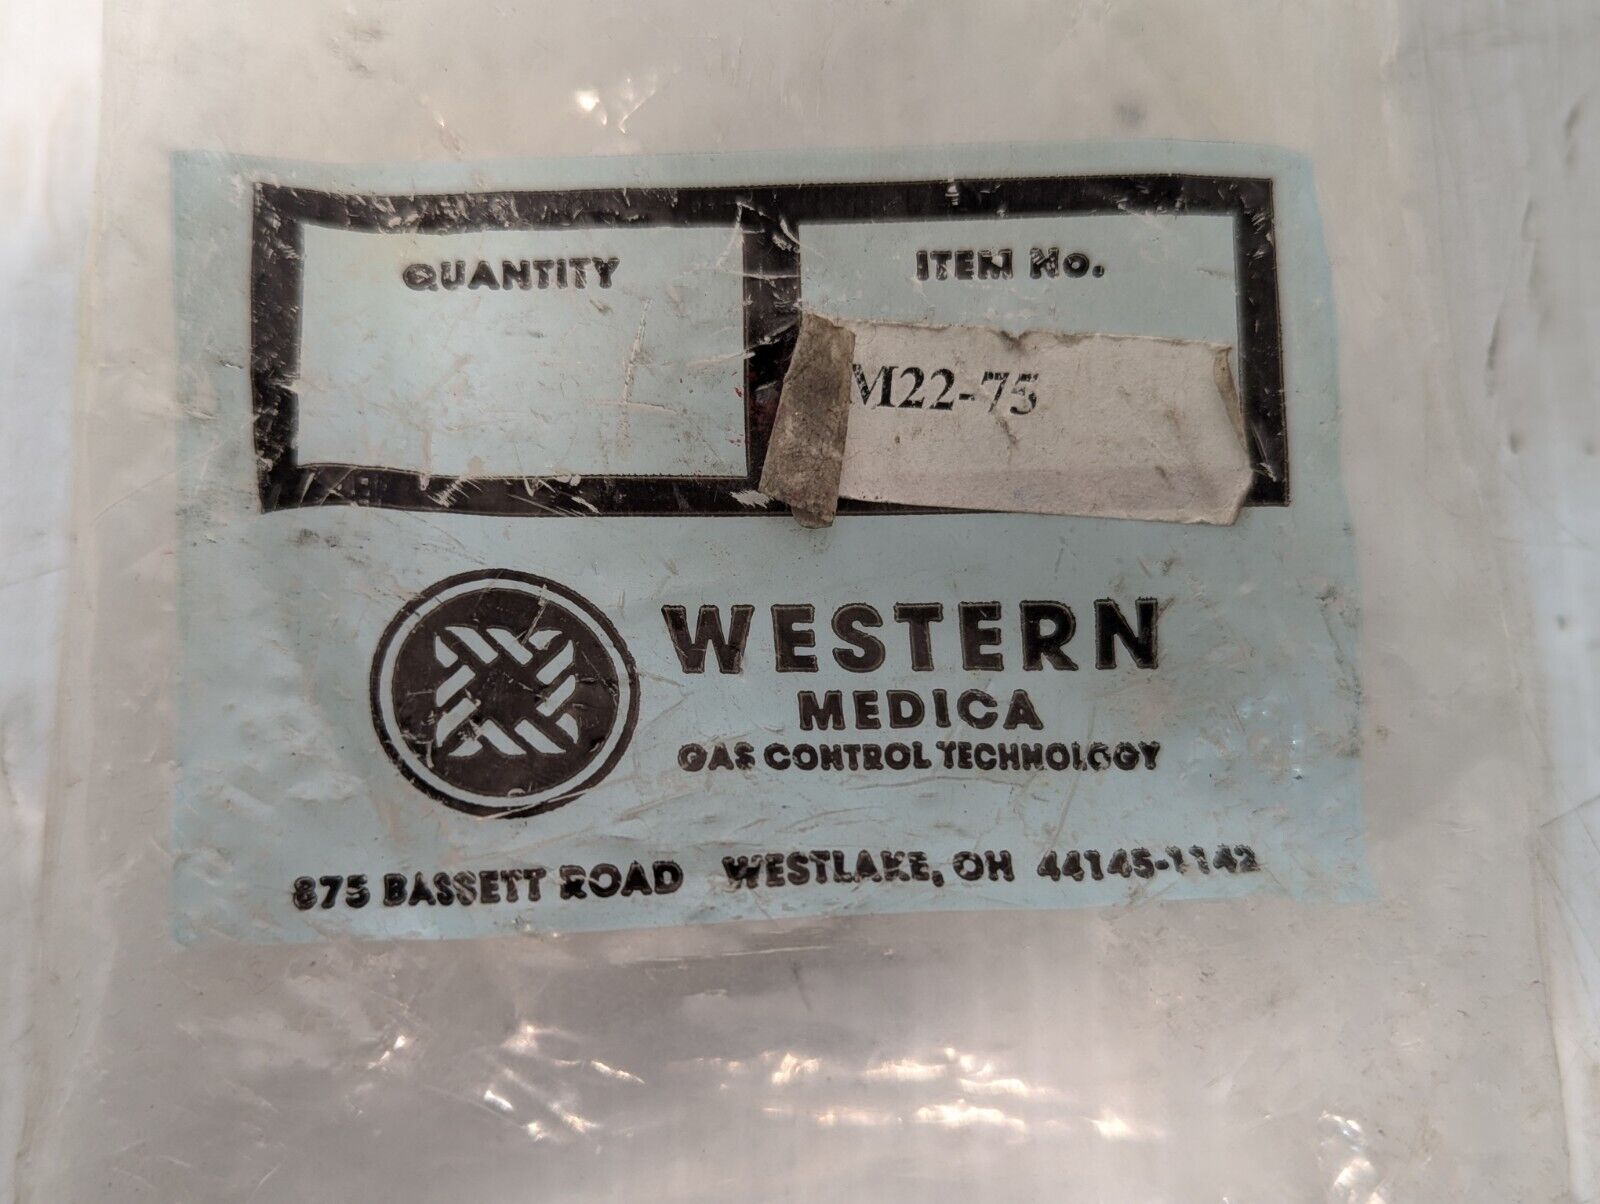 QUANTITY
ITEM No.
M22-75
WESTERN
MEDICA
GAS CONTROL TECHNOLOGY
875 BASSETT ROAD WESTLAKE, OH 44145-1142